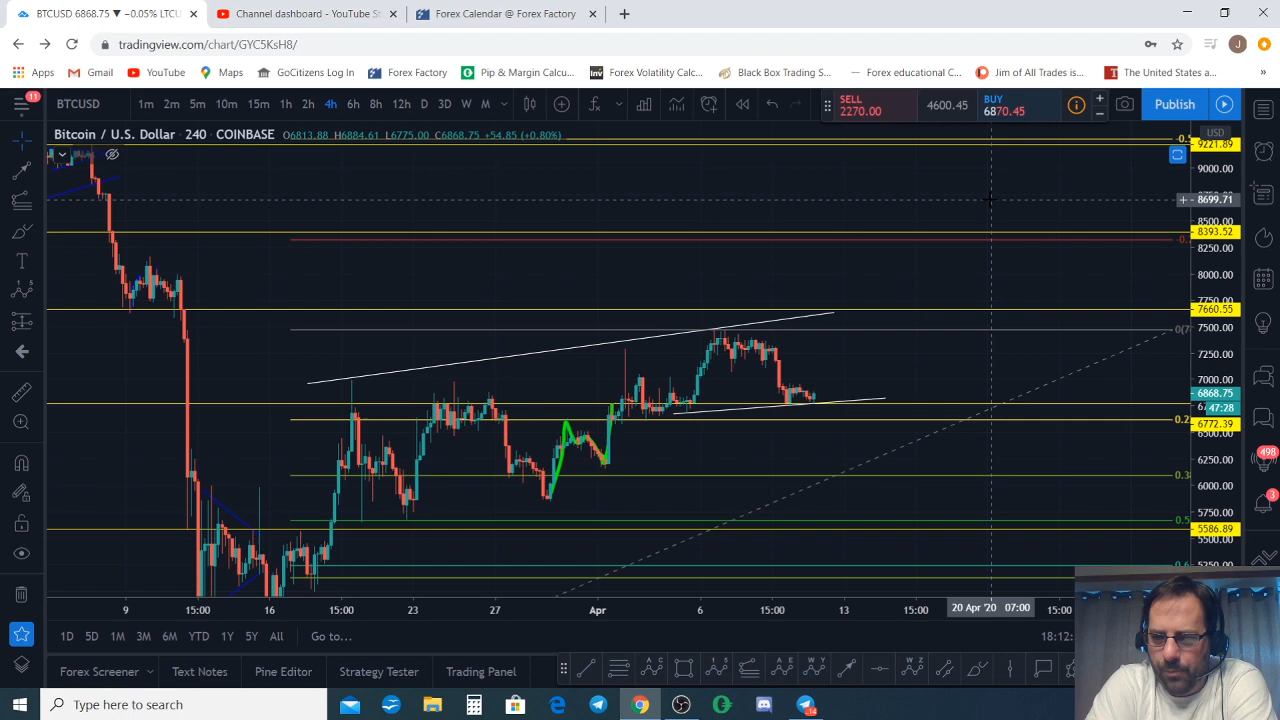 BTCUSD 6868.75 ▼ −0.05% LTCU
Channel dashboard - YouTube St
Forex Calendar @ Forex Factory
tradingview.com/chart/GYC5KsH8/
Apps Gmail YouTube Maps GoCitizens Log In ForexFactory Pip & Margin Calcu... Forex Volatility Calc... Black Box Trading S... Forex educational C... Jim of All Trades is... The United States a... »
11
BTCUSD 1m 2m 5m 10m 15m 1h 2h 4h 6h 8h 12h D 3D W M
SELL
2270.00
4600.45
BUY
6870.45
Publish
Bitcoin / U.S. Dollar · 240 · COINBASE O6813.88 H6884.61 L6775.00 C6868.75 +54.85 (+0.80%)
USD
9221.89
9000.00
8699.71
8500.00
8393.52
8250.00
8000.00
7750.00
7660.55
7500.00
7250.00
7000.00
6868.75
47:28
6772.39
6500.00
6250.00
6000.00
5750.00
5586.89
5500.00
5250.00
498
3
9 15:00 16 15:00 23 27 Apr 6 15:00 13 15:00 20 Apr '20 07:00 15:00
1D 5D 1M 3M 6M YTD 1Y 5Y All Go to...
18:12:
Forex Screener Text Notes Pine Editor Strategy Tester Trading Panel
Type here to search
14